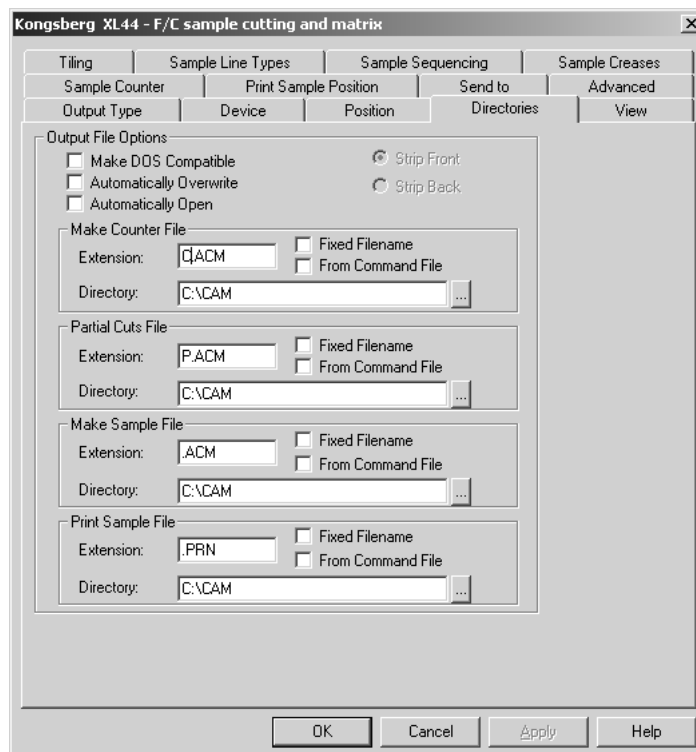 Kongsberg XL44 - F/C sample cutting and matrix
Tiling Sample Line Types Sample Sequencing Sample Creases
Sample Counter Print Sample Position Send to Advanced
Output Type Device Position Directories View
Output File Options
Make DOS Compatible Strip Front
Automatically Overwrite Strip Back
Automatically Open
Make Counter File
Extension: C.ACM Fixed Filename
From Command File
Directory: C:\CAM ...
Partial Cuts File
Extension: P.ACM Fixed Filename
From Command File
Directory: C:\CAM ...
Make Sample File
Extension: .ACM Fixed Filename
From Command File
Directory: C:\CAM ...
Print Sample File
Extension: .PRN Fixed Filename
From Command File
Directory: C:\CAM ...
OK Cancel Apply Help